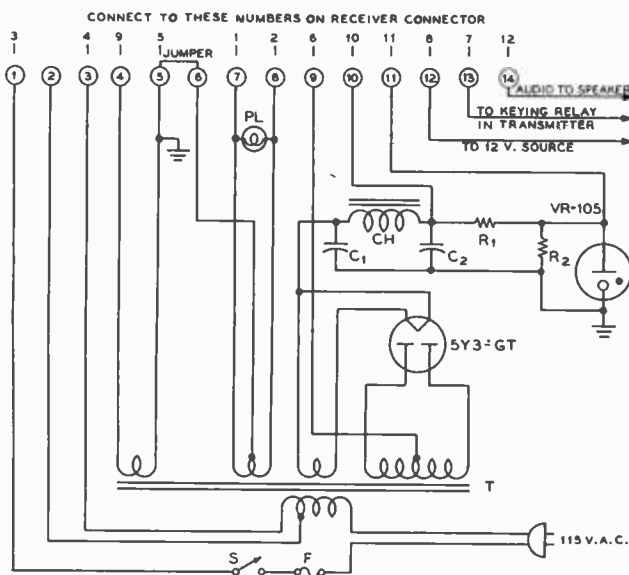 CONNECT TO THESE NUMBERS ON RECEIVER CONNECTOR
3 4 9 5 1 2 6 10 11 8 7 12
JUMPER
1 2 3 4 5 6 7 8 9 10 11 12 13 14
AUDIO TO SPEAKER
TO KEYING RELAY
IN TRANSMITTER
TO 12 V. SOURCE
PL
VR-105
CH
R1
C1
C2
R2
5Y3-GT
T
115 V.A.C.
S
F